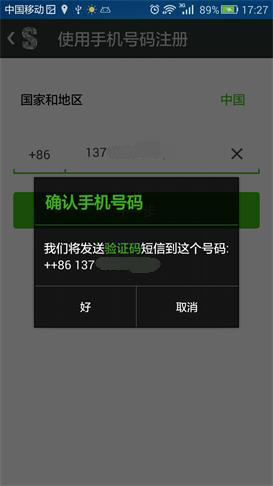 中国移动 3G 89% 17:27
S 使用手机号码注册
国家和地区 中国
+86 137
确认手机号码
我们将发送验证码短信到这个号码:
++86 137
好 取消